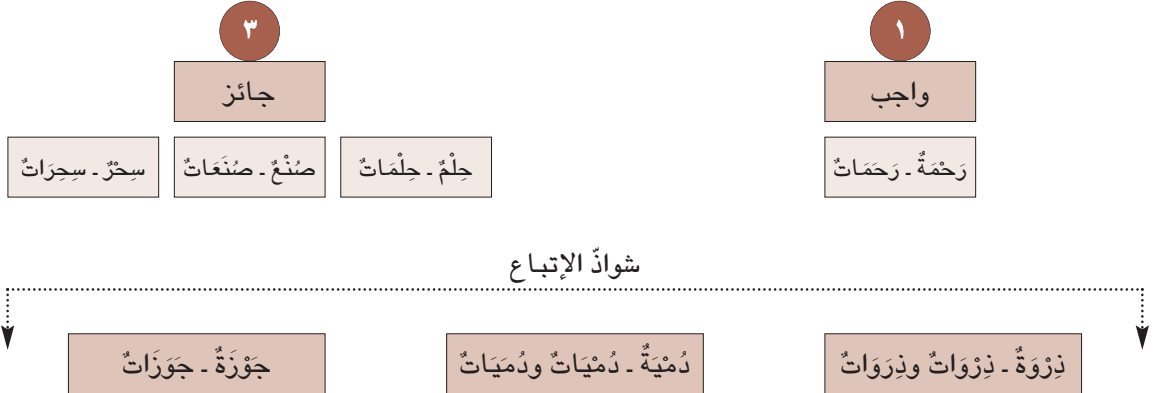 ١ ٣
واجب جائز
رَحْمَةٌ ـ رَحَمَاتٌ حِلْمٌ ـ حِلْمَاتٌ صُنْعٌ ـ صُنَعَاتٌ سِحْرٌ ـ سِحِرَاتٌ
شواذّ الإتباع
ذِرْوَةٌ ـ ذِرْوَاتٌ وذِرَوَاتٌ دُمْيَةٌ ـ دُمْيَاتٌ ودُمَيَاتٌ جَوْزَةٌ ـ جَوَزَاتٌ